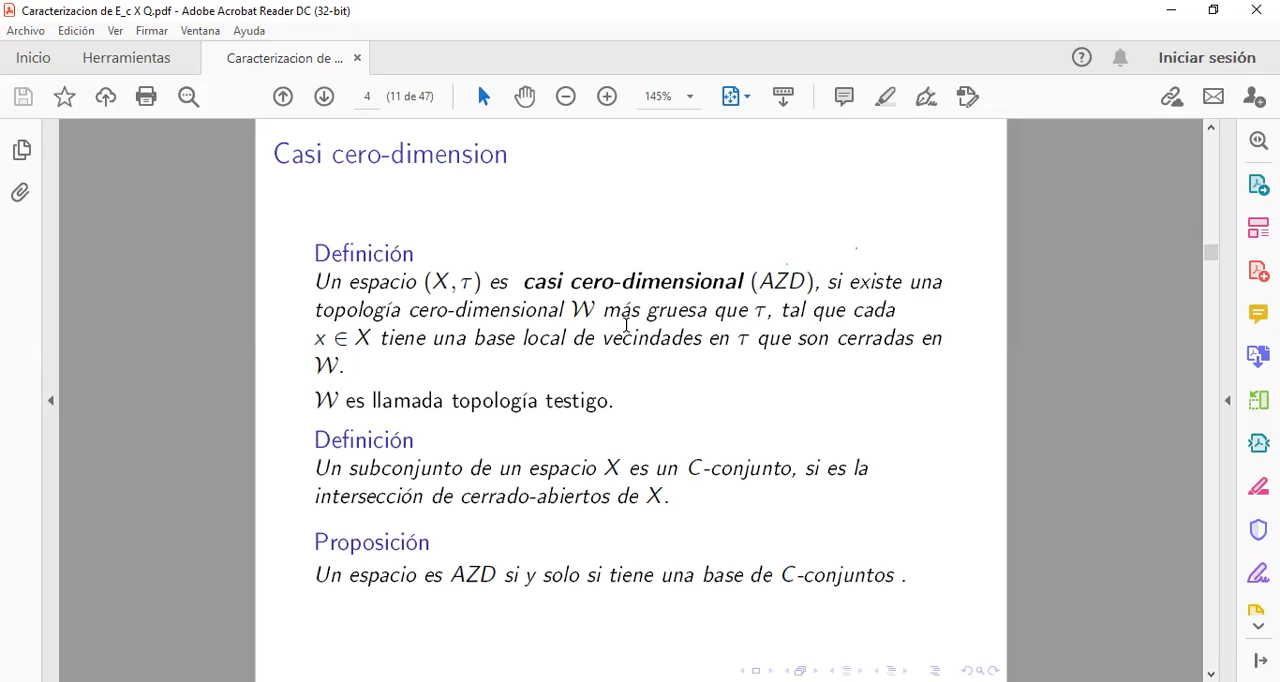 Caracterizacion de E_c X Q.pdf - Adobe Acrobat Reader DC (32-bit)
Archivo Edición Ver Firmar Ventana Ayuda
Inicio Herramientas Caracterizacion de ... × Iniciar sesión
4 (11 de 47) 145%
Casi cero-dimension
Definición
Un espacio (X, τ) es casi cero-dimensional (AZD), si existe una
topología cero-dimensional 𝒲 más gruesa que τ, tal que cada
x ∈ X tiene una base local de vecindades en τ que son cerradas en
𝒲.
𝒲 es llamada topología testigo.
Definición
Un subconjunto de un espacio X es un C-conjunto, si es la
intersección de cerrado-abiertos de X.
Proposición
Un espacio es AZD si y solo si tiene una base de C-conjuntos .